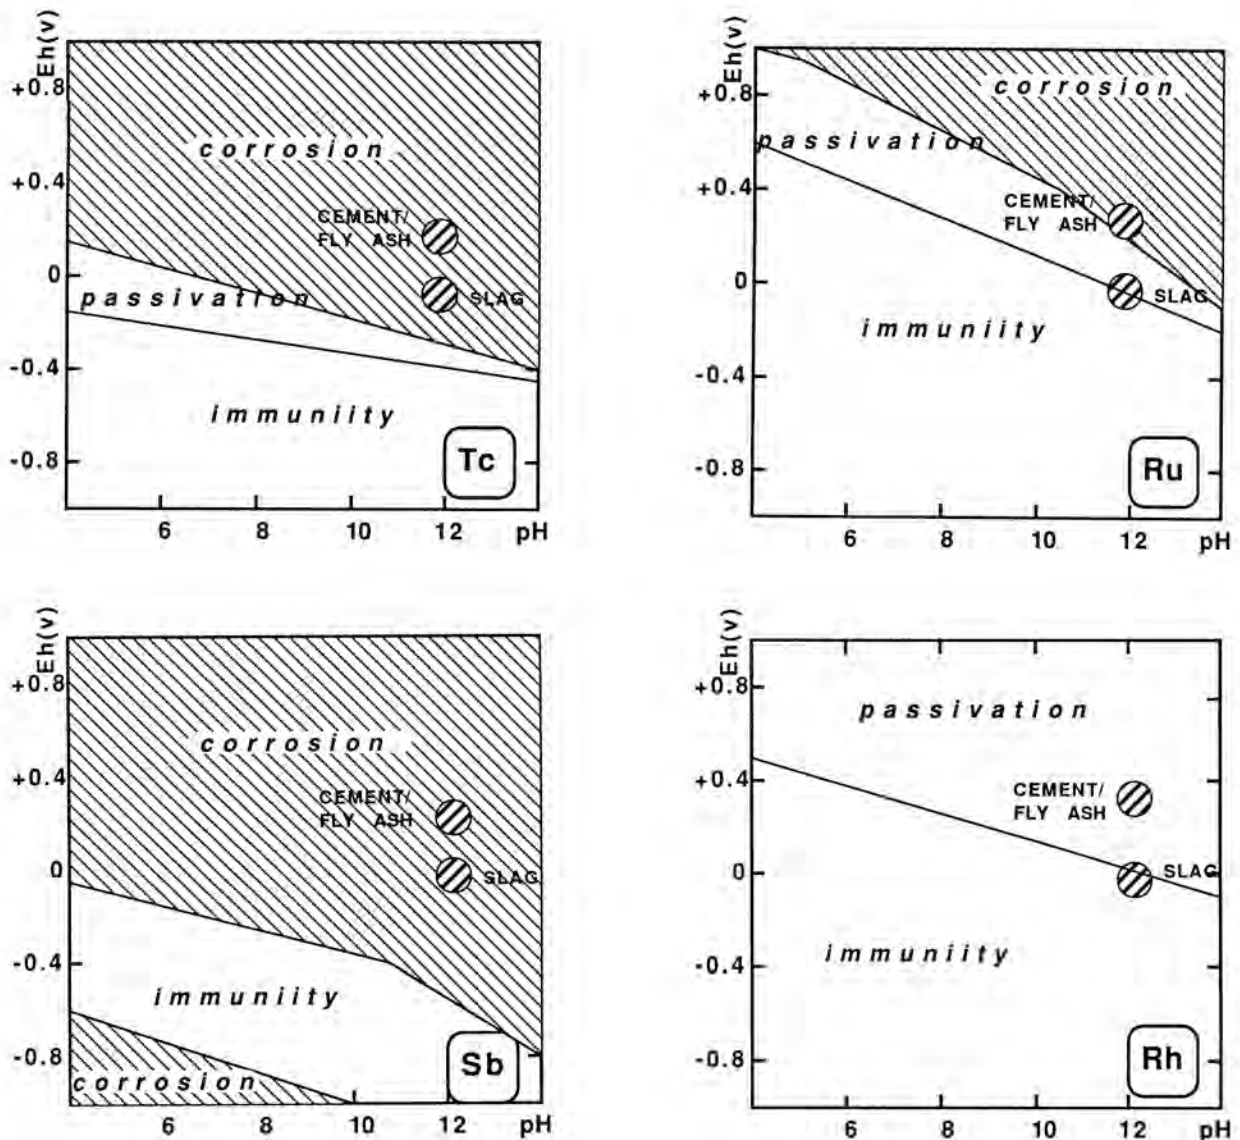 Eh(v)
+0.8
+0.4
0
-0.4
-0.8
corrosion
CEMENT/
FLY ASH
SLAG
passivation
immuniity
Tc
6 8 10 12 pH
Eh(v)
+0.8
+0.4
0
-0.4
-0.8
corrosion
passivation
CEMENT/
FLY ASH
SLAG
immuniity
Ru
6 8 10 12 pH
Eh(v)
+0.8
+0.4
0
-0.4
-0.8
corrosion
CEMENT/
FLY ASH
SLAG
immuniity
corrosion
Sb
6 8 10 12 pH
Eh(v)
+0.8
+0.4
0
-0.4
-0.8
passivation
CEMENT/
FLY ASH
SLAG
immuniity
Rh
6 8 10 12 pH